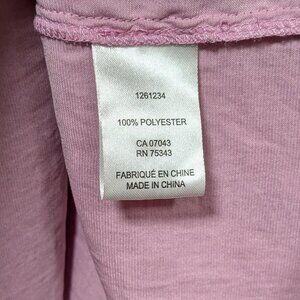 1261234
100% POLYESTER
CA 07043
RN 75343
FABRIQUÉ EN CHINE
MADE IN CHINA